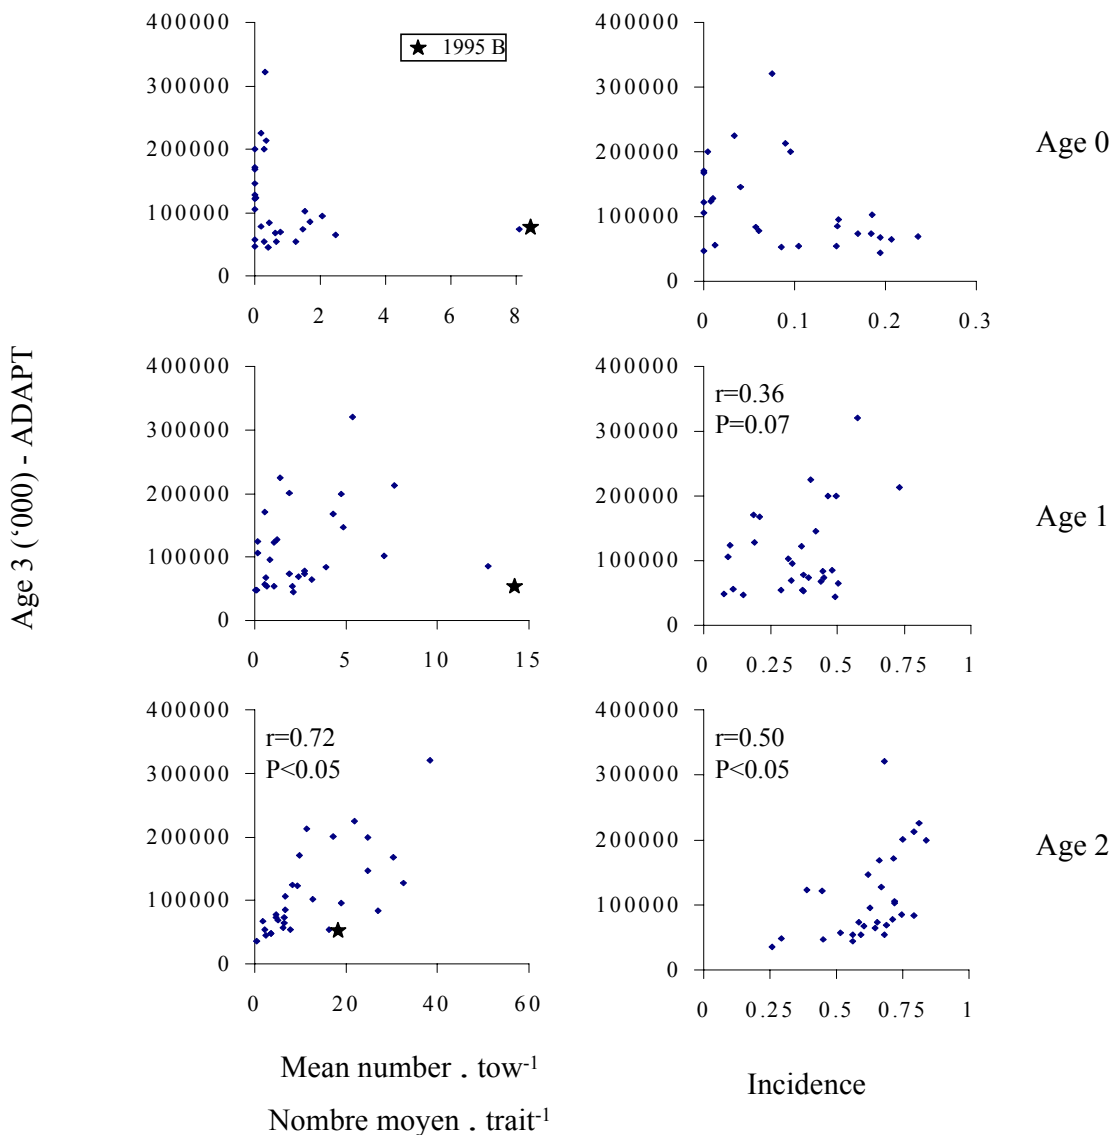 400000
300000
200000
100000
0
0 2 4 6 8
1995 B
400000
300000
200000
100000
0
0 0.1 0.2 0.3
Age 0
Age 3 (‘000) - ADAPT
400000
300000
200000
100000
0
0 5 10 15
400000
300000
200000
100000
0
0 0.25 0.5 0.75 1
r=0.36
P=0.07
Age 1
400000
300000
200000
100000
0
0 20 40 60
r=0.72
P<0.05
400000
300000
200000
100000
0
0 0.25 0.5 0.75 1
r=0.50
P<0.05
Age 2
Mean number . tow⁻¹
Nombre moyen . trait⁻¹
Incidence